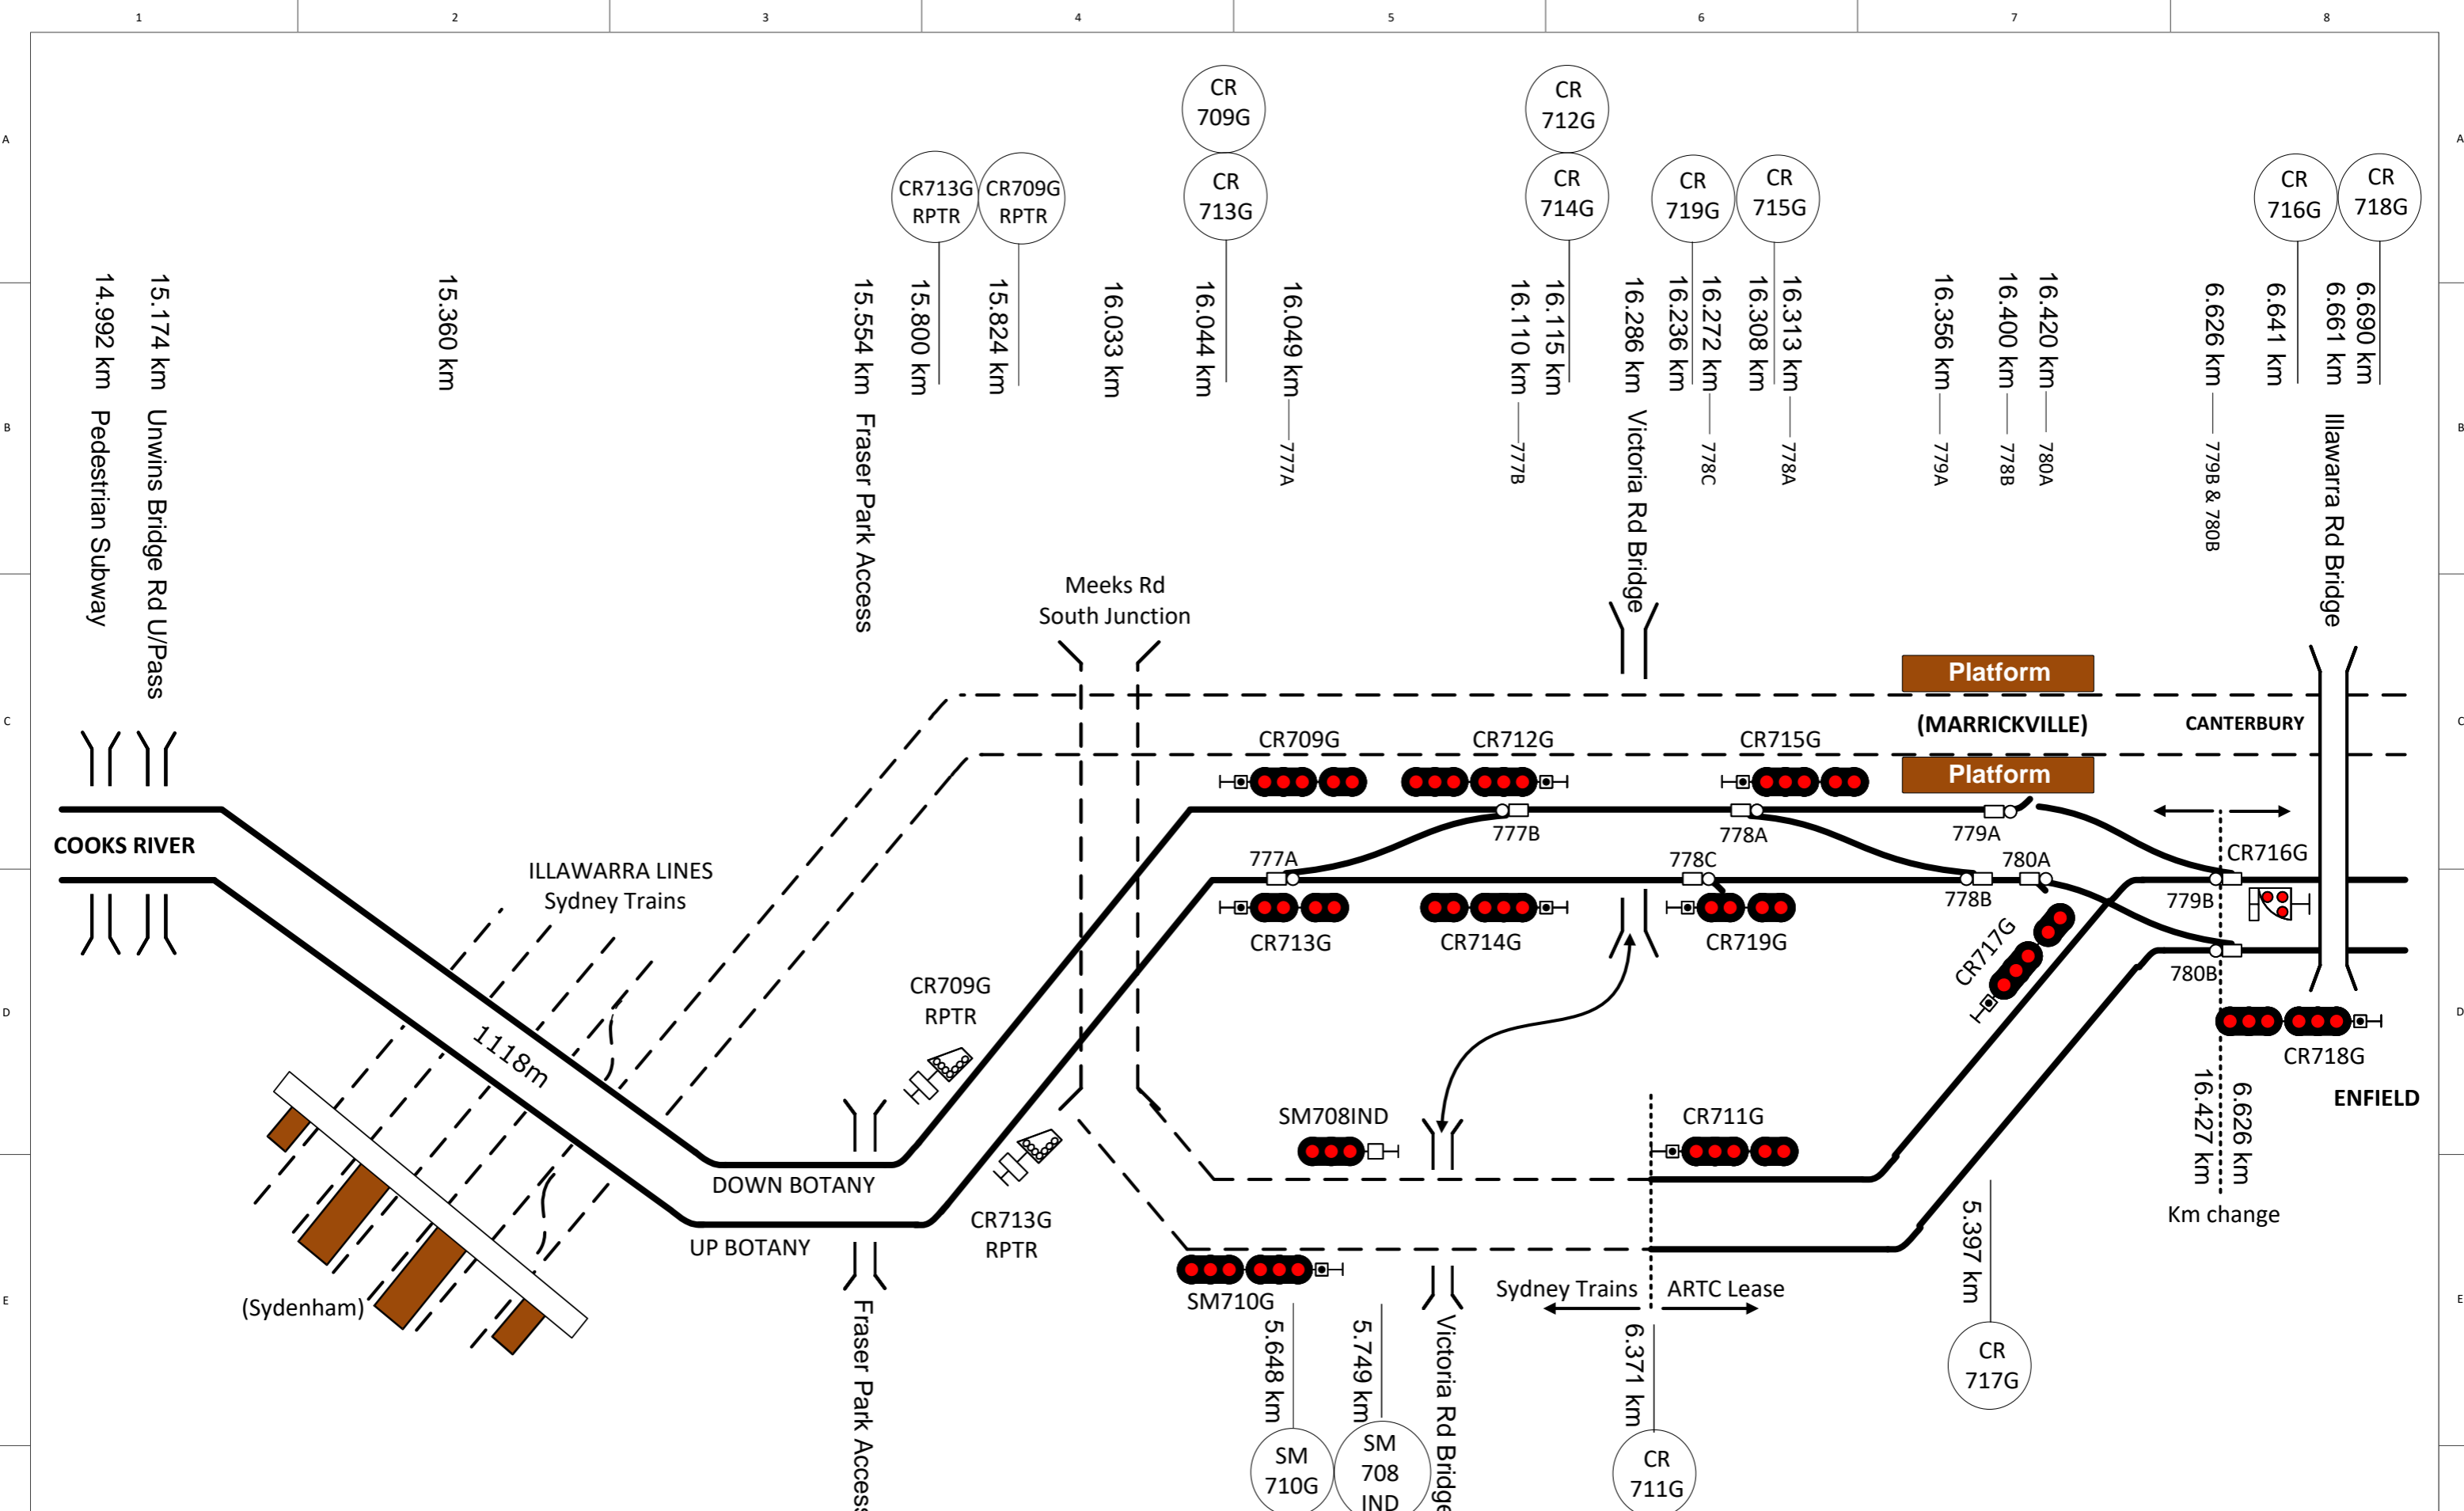 1 2 3 4 5 6 7 8
A
A
CR
709G
CR
712G
CR713G
RPTR
CR709G
RPTR
CR
713G
CR
714G
CR
719G
CR
715G
CR
716G
CR
718G
B
B
14.992 km Pedestrian Subway
15.174 km Unwins Bridge Rd U/Pass
15.360 km
15.554 km Fraser Park Access
15.800 km
15.824 km
16.033 km
16.044 km
16.049 km 777A
16.110 km 777B
16.115 km
16.286 km Victoria Rd Bridge
16.236 km
16.272 km 778C
16.308 km
16.313 km 778A
16.356 km 779A
16.400 km 778B
16.420 km 780A
6.626 km 779B & 780B
6.641 km
6.661 km Illawarra Rd Bridge
6.690 km
Meeks Rd
South Junction
C
C
Platform
(MARRICKVILLE)
CANTERBURY
CR709G
CR712G
CR715G
Platform
COOKS RIVER
777B
778A
779A
777A
778C
780A
CR716G
ILLAWARRA LINES
Sydney Trains
778B
779B
CR713G
CR714G
CR719G
CR717G
780B
D
D
CR709G
RPTR
1118m
CR718G
SM708IND
CR711G
16.427 km
6.626 km
ENFIELD
DOWN BOTANY
UP BOTANY
CR713G
RPTR
Km change
5.397 km
E
E
(Sydenham)
SM710G
Sydney Trains
ARTC Lease
Fraser Park Access
5.648 km
5.749 km
Victoria Rd Bridge
6.371 km
CR
717G
SM
710G
SM
708
IND
CR
711G